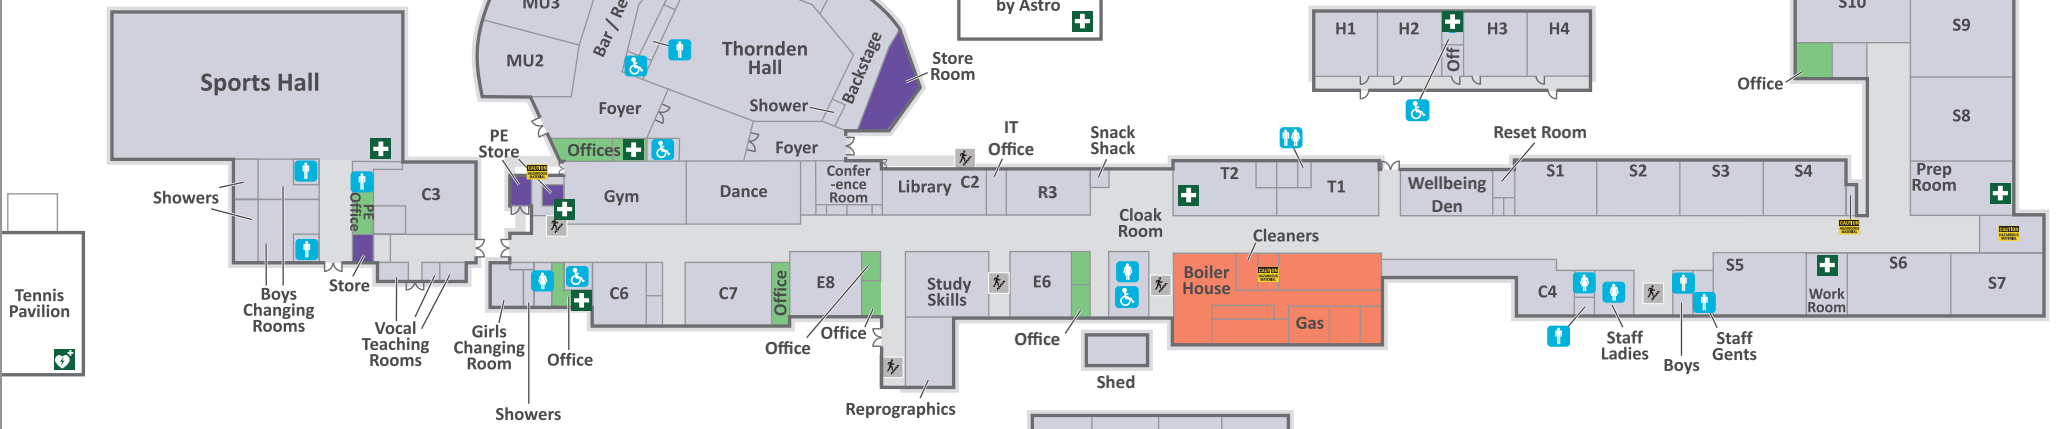 MU3
MU2
Bar / Re
Thornden
Hall
Backstage
Store
Room
Shower
Foyer
Foyer
Offices
by Astro
H1
H2
Off
H3
H4
S10
S9
S8
Office
Prep
Room
Sports Hall
Showers
Boys
Changing
Rooms
PE
Office
Store
C3
Vocal
Teaching
Rooms
Tennis
Pavilion
PE
Store
CAUTION
Gym
Dance
Confer
-ence
Room
Library
C2
IT
Office
R3
Snack
Shack
Cloak
Room
T2
T1
Reset Room
Wellbeing
Den
S1
S2
S3
S4
CAUTION
CAUTION
Girls
Changing
Room
Showers
Office
C6
C7
Office
E8
Office
Office
Study
Skills
Reprographics
E6
Office
Shed
Cleaners
Boiler
House
CAUTION
Gas
C4
Staff
Ladies
Boys
Staff
Gents
S5
Work
Room
S6
S7